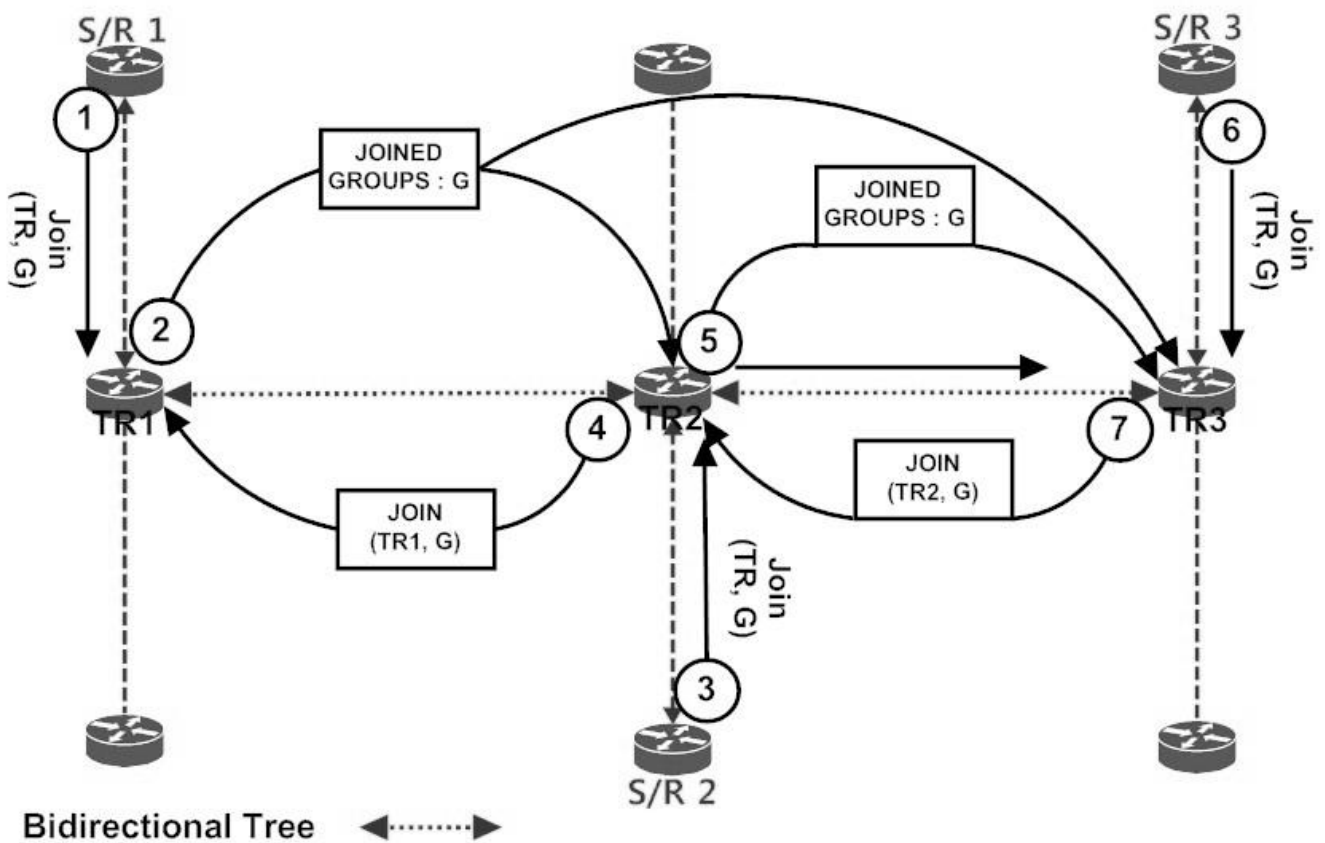 S/R 1
S/R 3
1
6
JOINED
GROUPS : G
JOINED
GROUPS : G
Join
(TR, G)
Join
(TR, G)
2
5
TR1
TR2
TR3
4
7
JOIN
(TR1, G)
JOIN
(TR2, G)
Join
(TR, G)
3
S/R 2
Bidirectional Tree